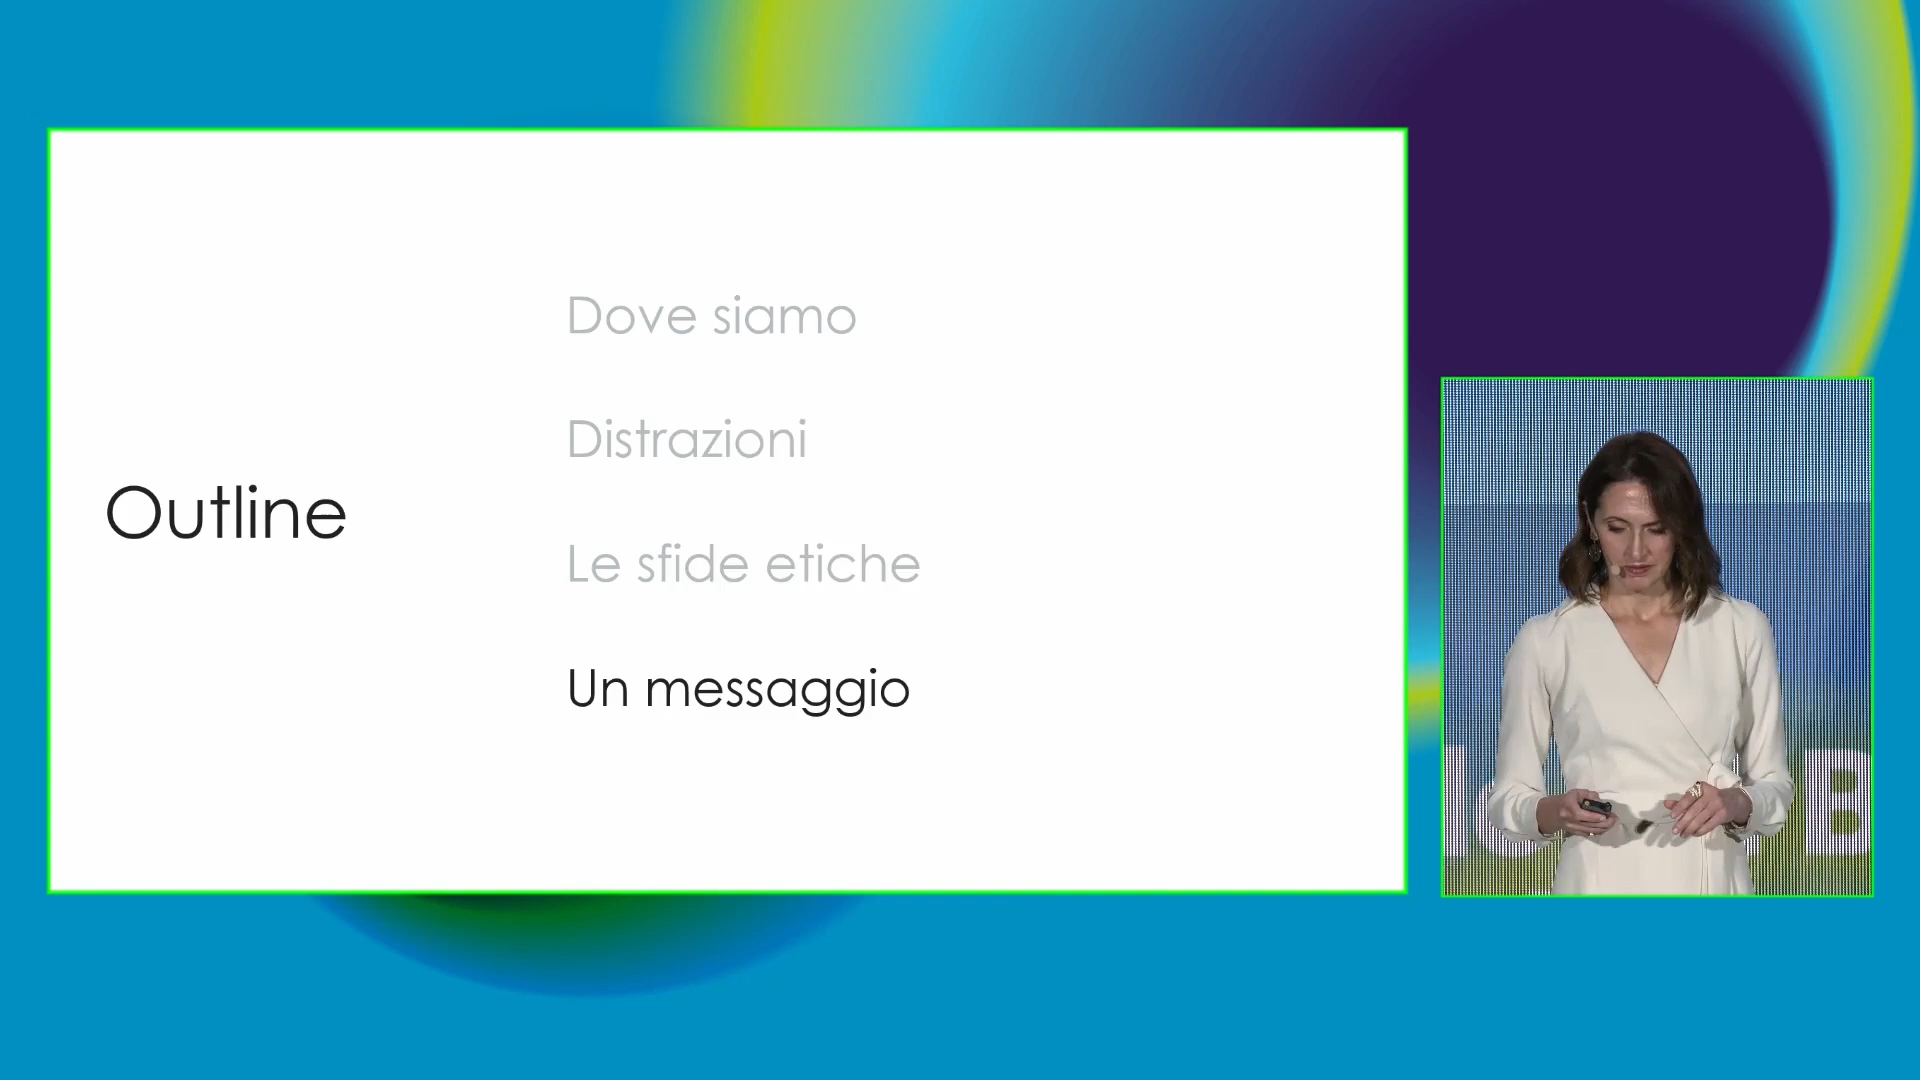 Outline
Dove siamo
Distrazioni
Le sfide etiche
Un messaggio